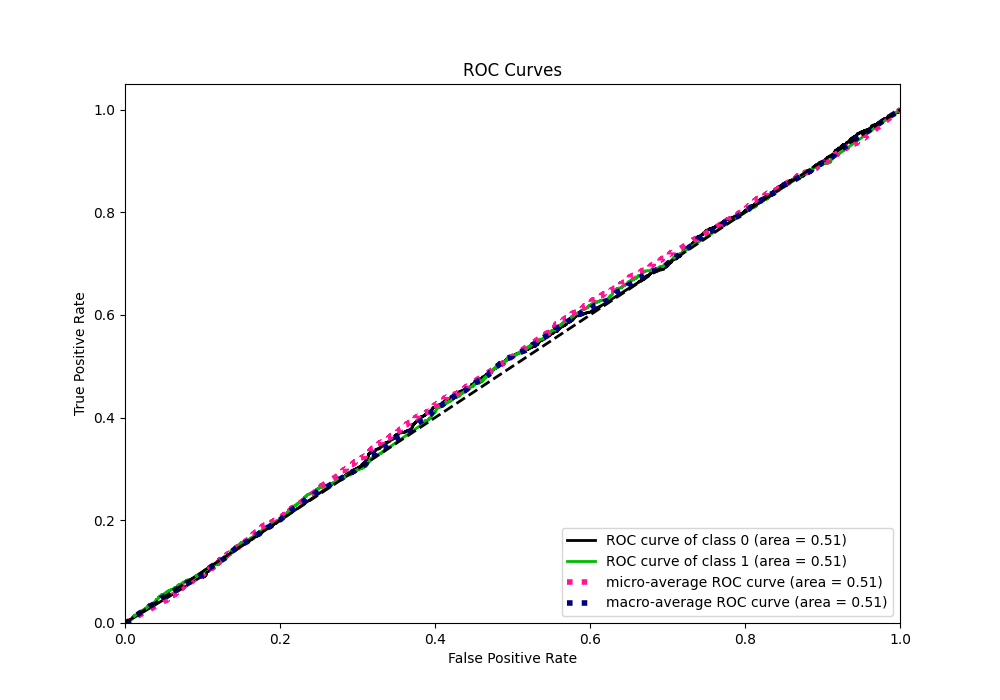 ROC Curves
True Positive Rate
1.0
0.8
0.6
0.4
0.2
0.0
ROC curve of class 0 (area = 0.51)
ROC curve of class 1 (area = 0.51)
micro-average ROC curve (area = 0.51)
macro-average ROC curve (area = 0.51)
0.0 0.2 0.4 0.6 0.8 1.0
False Positive Rate